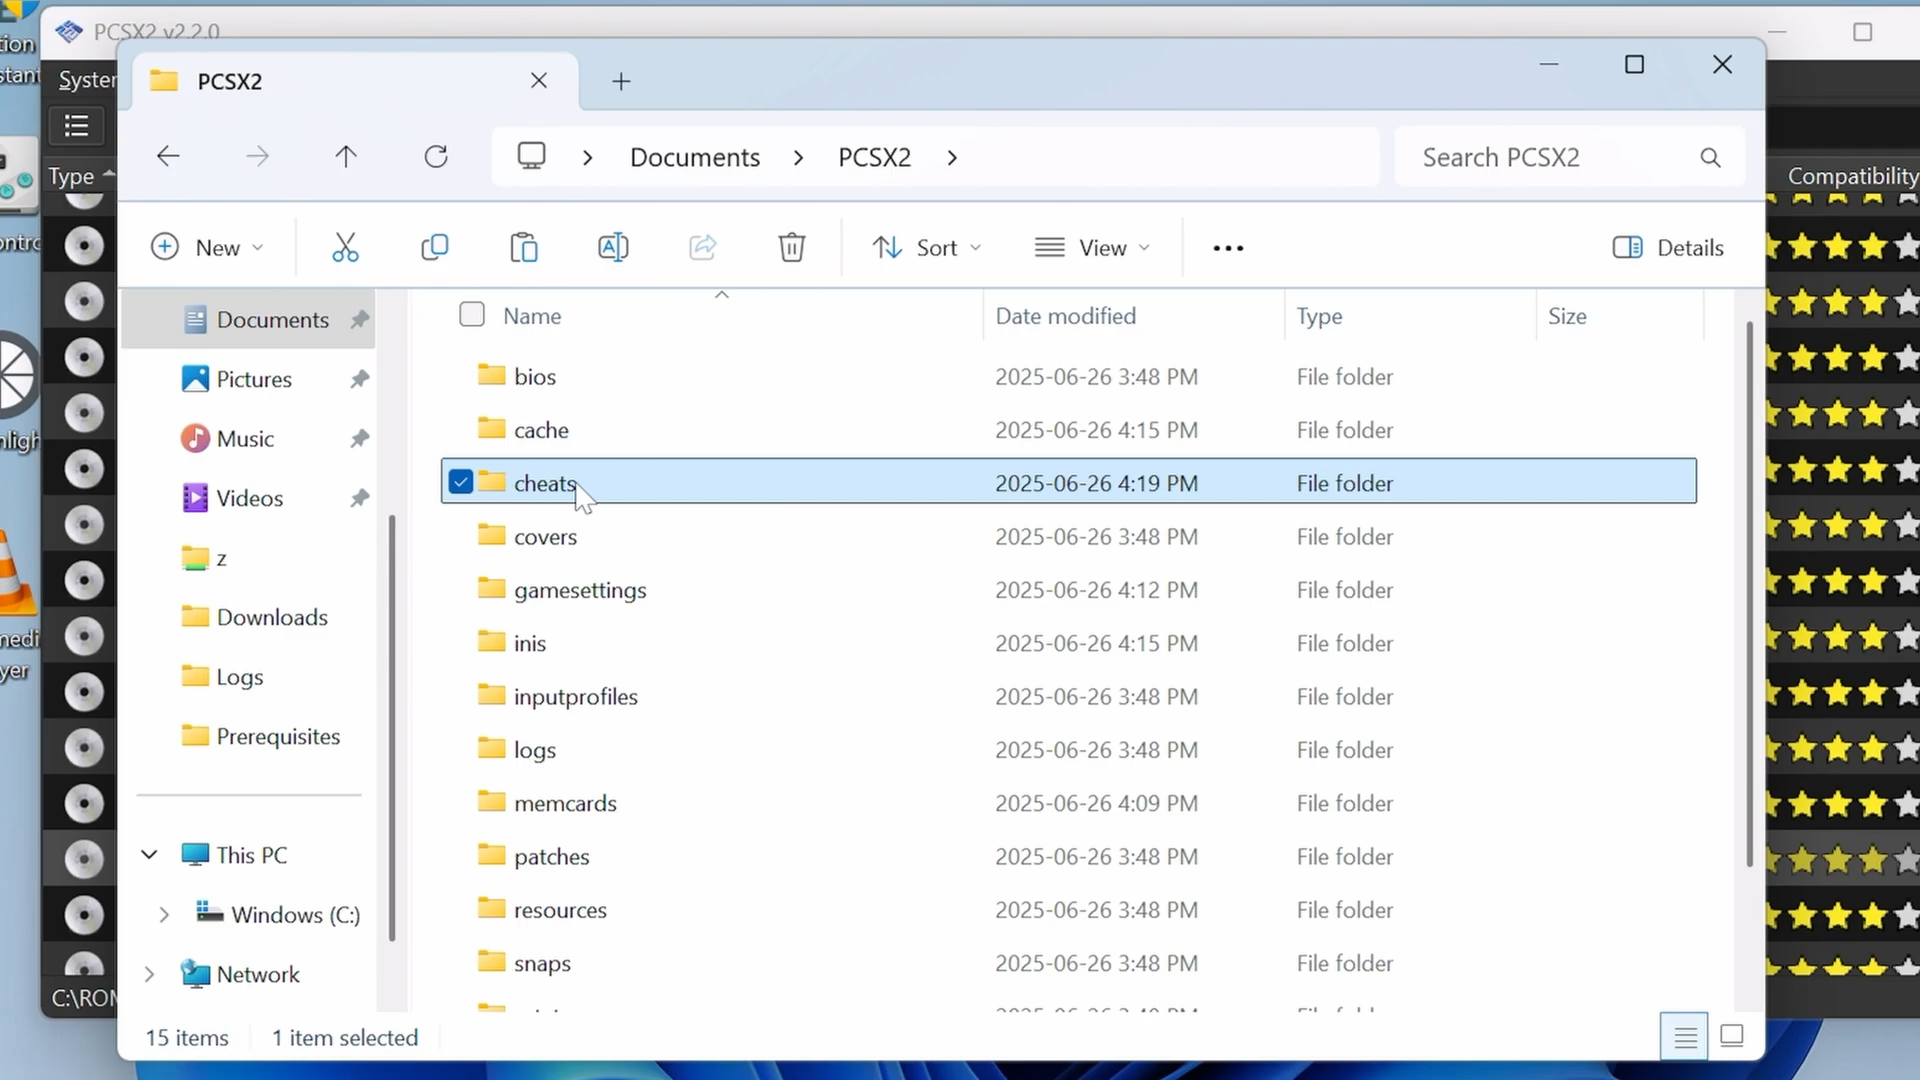 PCSX2 v2.2.0
PCSX2
Documents
PCSX2
Search PCSX2
Type
Compatibility
New
Sort
View
Details
Name
Date modified
Type
Size
Documents
Pictures
Music
Videos
z
Downloads
Logs
Prerequisites
This PC
Windows (C:)
Network
bios 2025-06-26 3:48 PM File folder
cache 2025-06-26 4:15 PM File folder
cheats 2025-06-26 4:19 PM File folder
covers 2025-06-26 3:48 PM File folder
gamesettings 2025-06-26 4:12 PM File folder
inis 2025-06-26 4:15 PM File folder
inputprofiles 2025-06-26 3:48 PM File folder
logs 2025-06-26 3:48 PM File folder
memcards 2025-06-26 4:09 PM File folder
patches 2025-06-26 3:48 PM File folder
resources 2025-06-26 3:48 PM File folder
snaps 2025-06-26 3:48 PM File folder
15 items
1 item selected